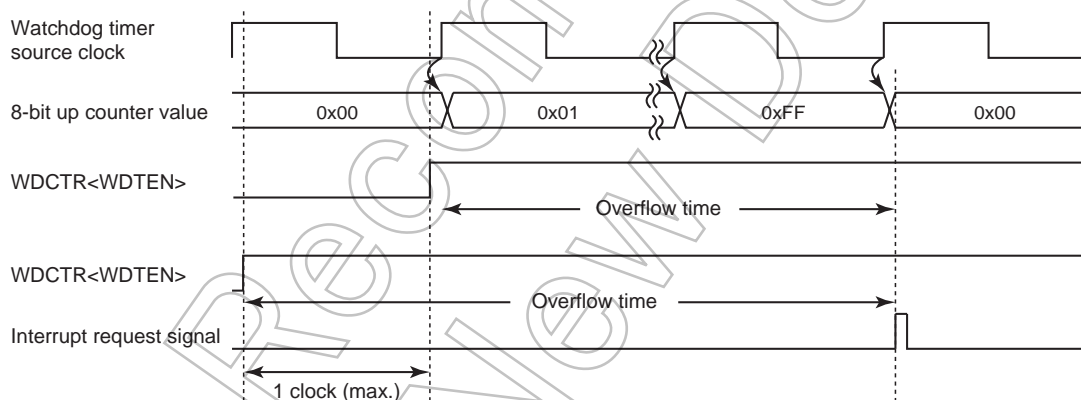 Watchdog timer
source clock
8-bit up counter value
0x00
0x01
0xFF
0x00
WDCTR<WDTEN>
Overflow time
WDCTR<WDTEN>
Overflow time
Interrupt request signal
1 clock (max.)